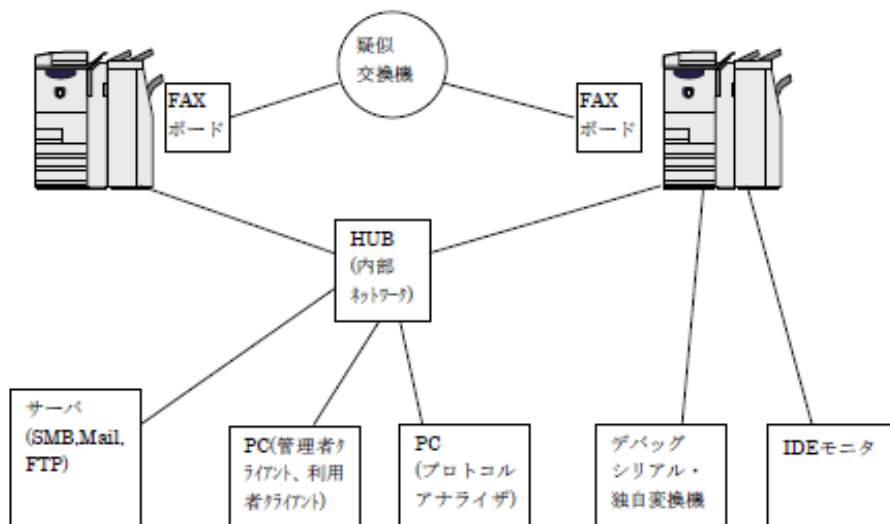 疑似
交換機
FAX
ボード
FAX
ボード
HUB
(内部
ﾈｯﾄﾜｰｸ)
サーバ
(SMB,Mail,
FTP)
PC(管理者ｸ
ﾗｲｱﾝﾄ、利用
者ｸﾗｲｱﾝﾄ)
PC
(プロトコル
アナライザ)
デバッグ
シリアル・
独自変換機
IDEモニタ